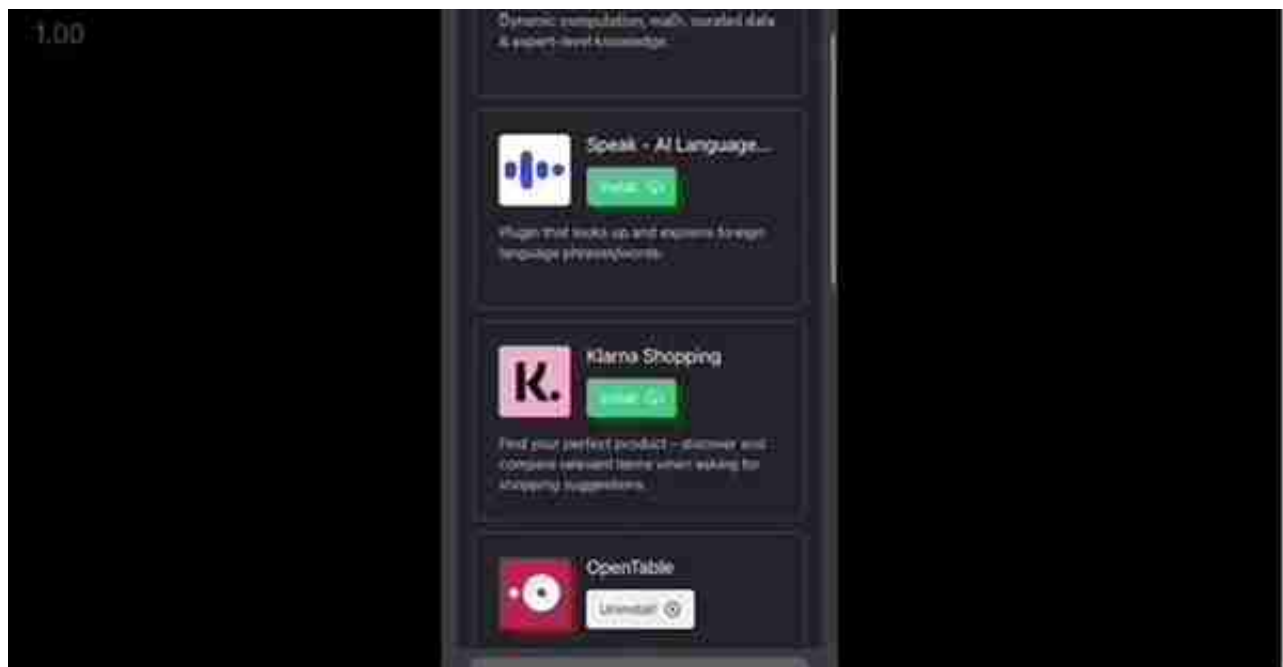 1.00
Dynamic computation, math, curated data
& expert-level knowledge.
Speak - AI Language...
Install
Plugin that looks up and explains foreign
language phrases/words.
K.
Klarna Shopping
Install
Find your perfect product - discover and
compare relevant items when asking for
shopping suggestions.
OpenTable
Uninstall